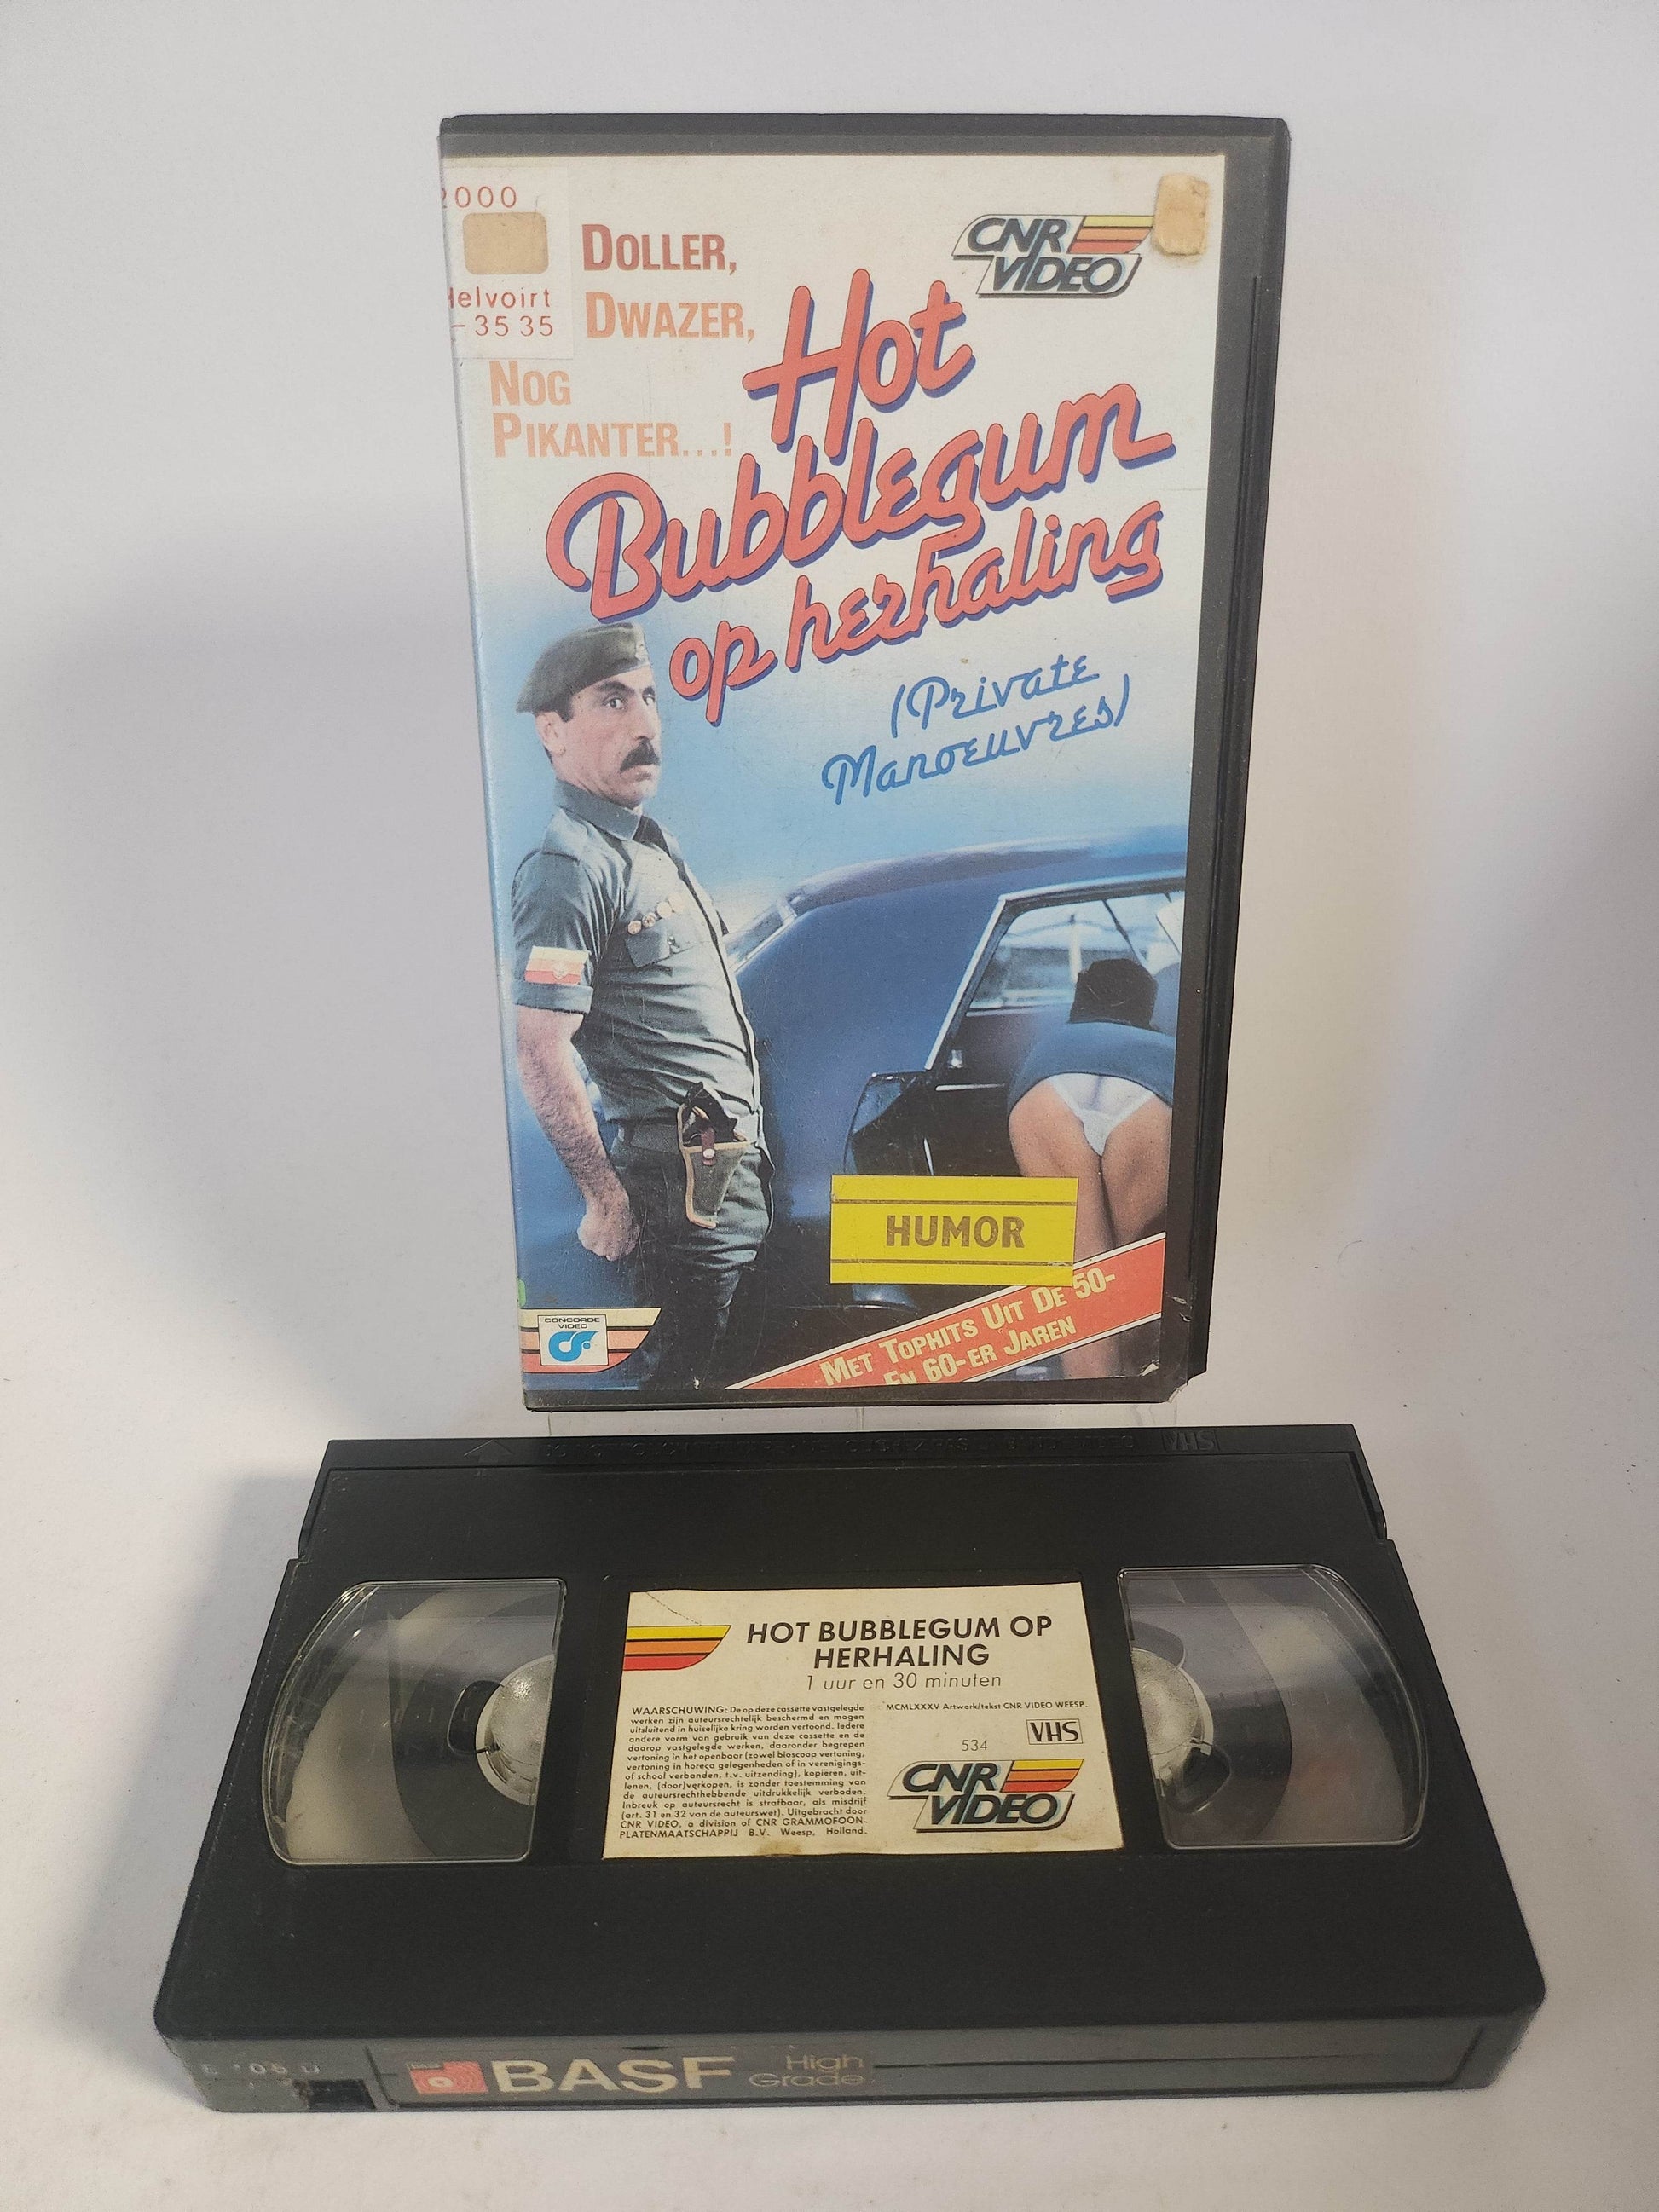 2000
Helvoirt
-35 35
DOLLER,
DWAZER,
NOG
PIKANTER...!
CNR
VIDEO
Hot
Bubblegum
op herhaling
(Private
Manoeuvres)
HUMOR
MET TOPHITS UIT DE 50-
EN 60-ER JAREN
CONCORDE
VIDEO
VHS
HOT BUBBLEGUM OP
HERHALING
1 uur en 30 minuten
WAARSCHUWING: De op deze cassette vastgelegde
werken zijn auteursrechtelijk beschermd en mogen
uitsluitend in huiselijke kring worden vertoond. Iedere
andere vorm van gebruik van deze cassette en de
daarop vastgelegde werken, daaronder begrepen
vertoning in het openbaar (zowel bioscoop vertoning,
vertoning in horeca gelegenheden of in verenigings-
of school verbanden, t.v. uitzending), kopiëren, uit-
lenen, (door)verkopen, is zonder toestemming van
de auteursrechthebbende uitdrukkelijk verboden.
Inbreuk op auteursrecht is strafbaar, als misdrijf
(art. 31 en 32 van de auteurswet). Uitgebracht door
CNR VIDEO, a division of CNR GRAMMOFOON-
PLATENMAATSCHAPPIJ B.V. Weesp, Holland.
MCMLXXXV Artwork/tekst CNR VIDEO WEESP.
VHS
534
CNR
VIDEO
BASF
High
Grade